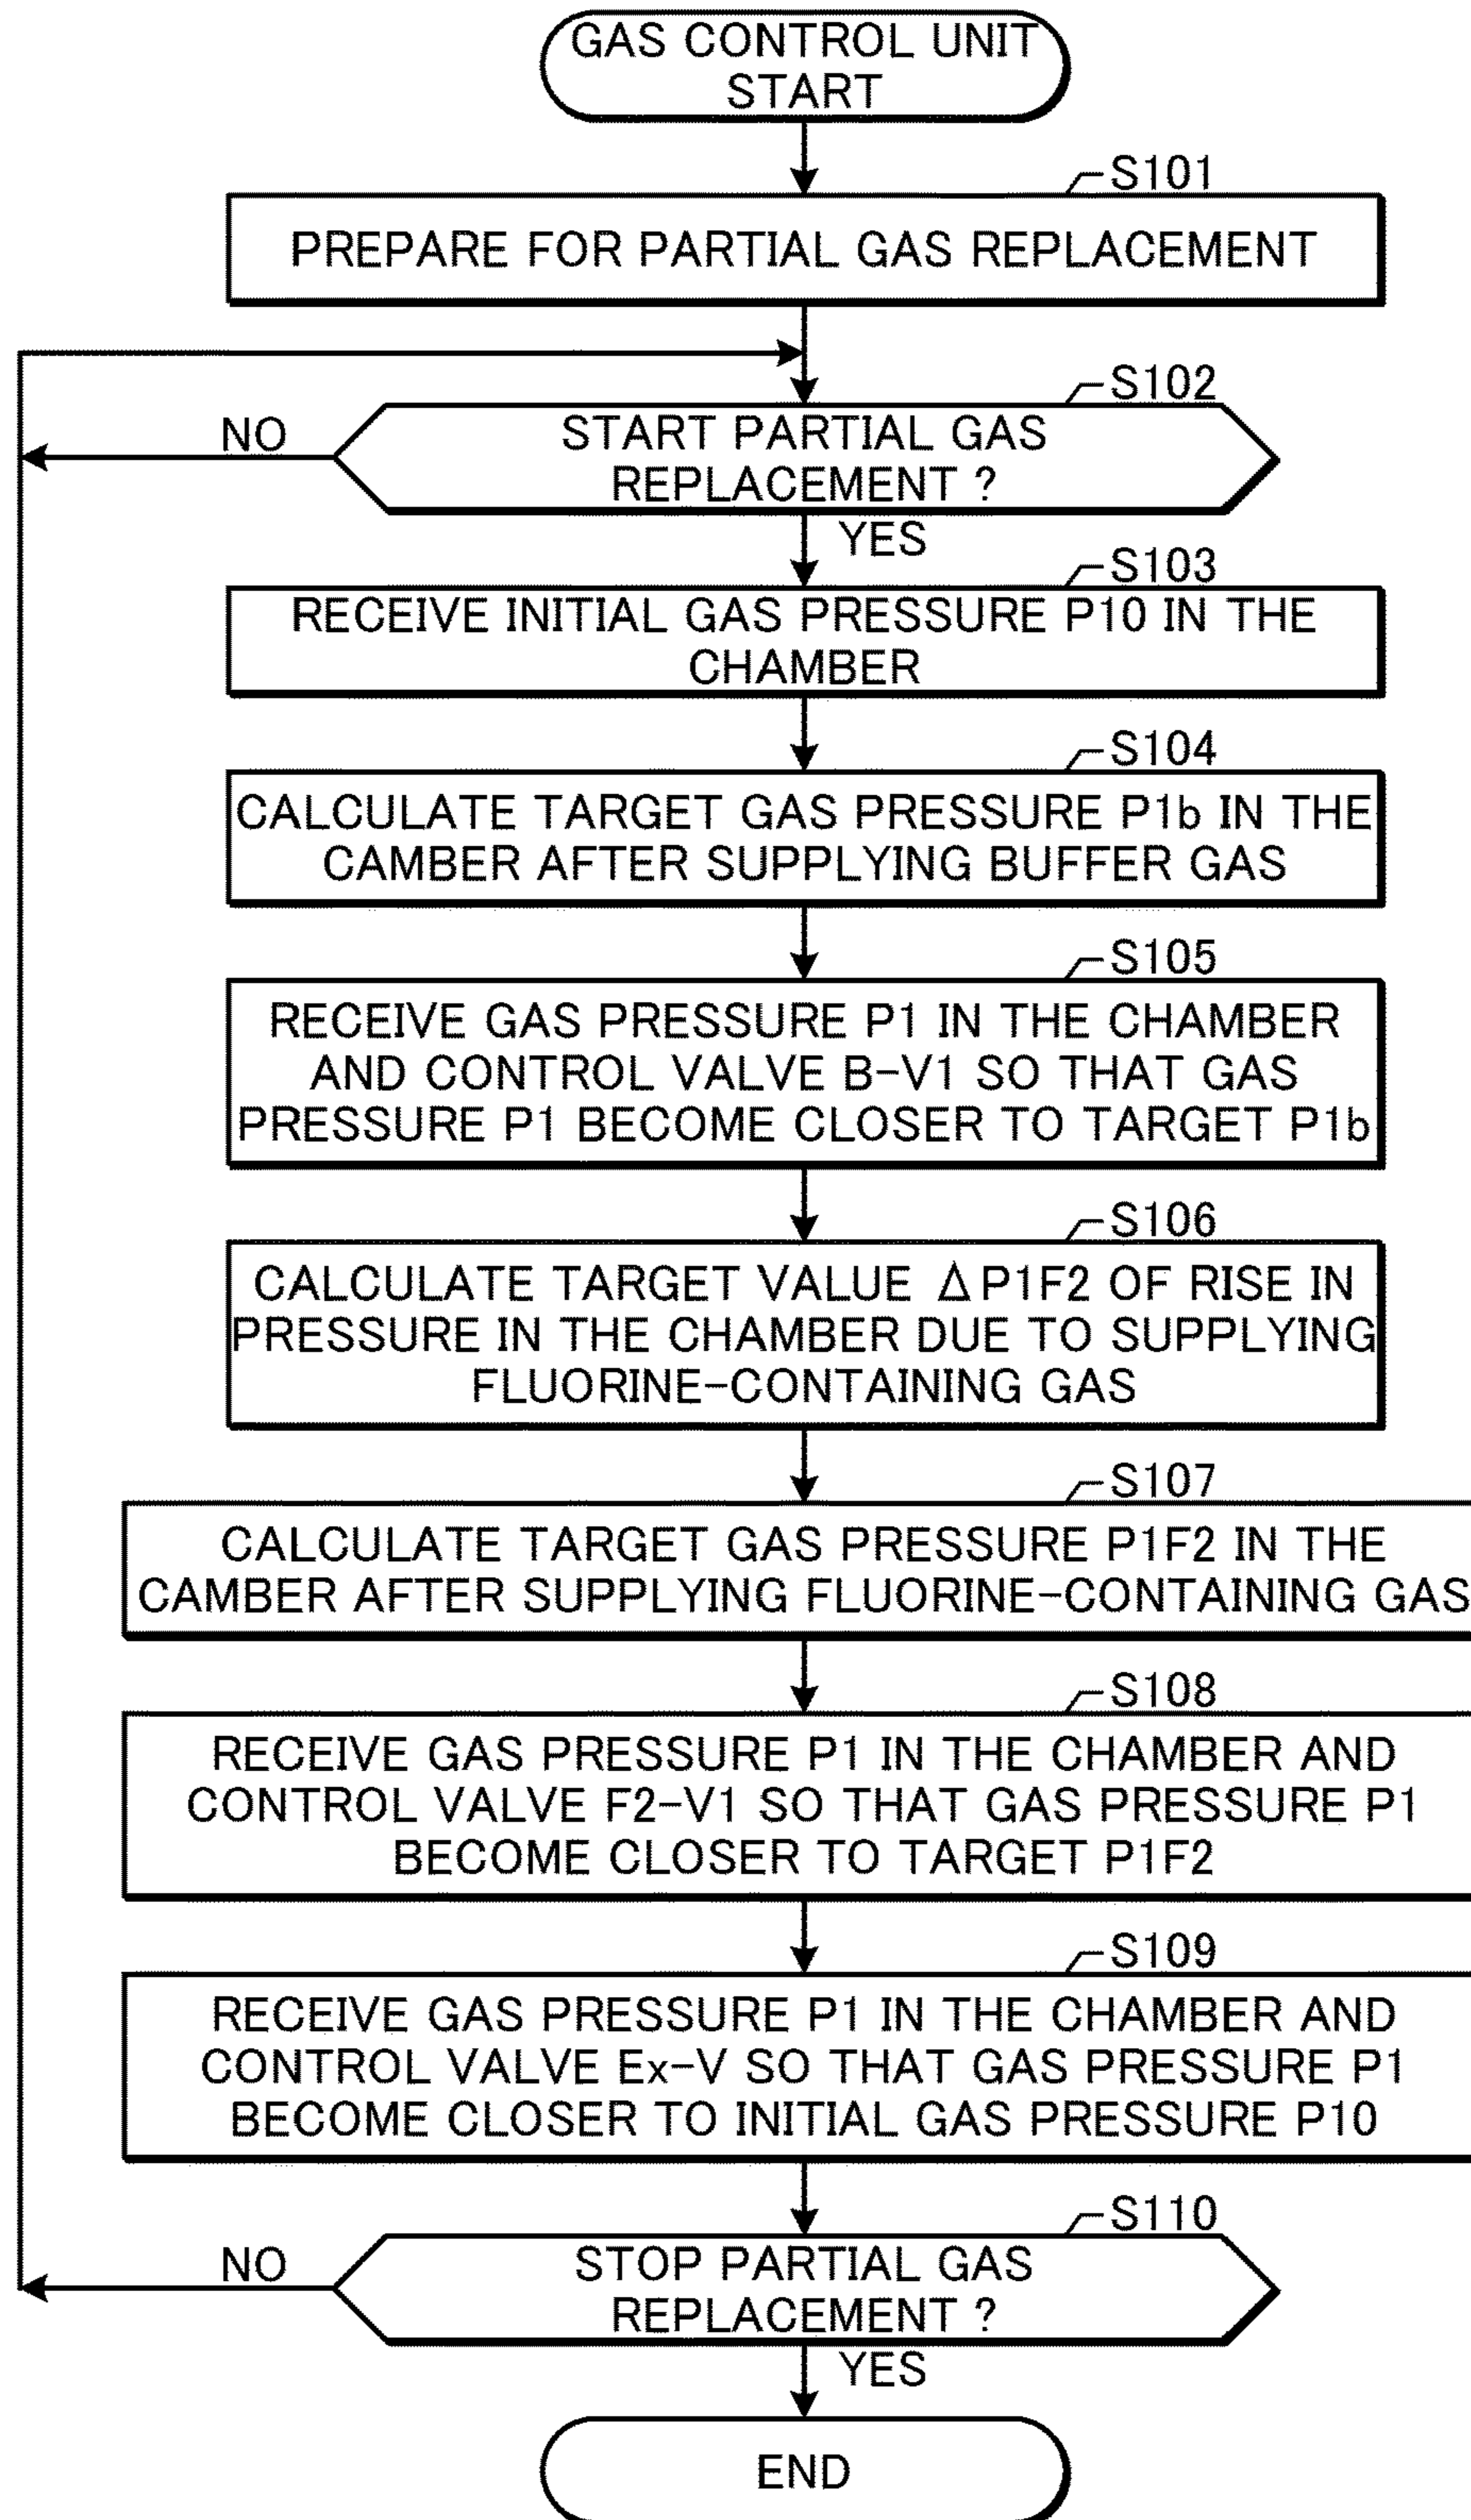 GAS CONTROL UNIT
START
S101
PREPARE FOR PARTIAL GAS REPLACEMENT
S102
NO
START PARTIAL GAS
REPLACEMENT ?
YES
S103
RECEIVE INITIAL GAS PRESSURE P10 IN THE
CHAMBER
S104
CALCULATE TARGET GAS PRESSURE P1b IN THE
CAMBER AFTER SUPPLYING BUFFER GAS
S105
RECEIVE GAS PRESSURE P1 IN THE CHAMBER
AND CONTROL VALVE B-V1 SO THAT GAS
PRESSURE P1 BECOME CLOSER TO TARGET P1b
S106
CALCULATE TARGET VALUE ΔP1F2 OF RISE IN
PRESSURE IN THE CHAMBER DUE TO SUPPLYING
FLUORINE-CONTAINING GAS
S107
CALCULATE TARGET GAS PRESSURE P1F2 IN THE
CAMBER AFTER SUPPLYING FLUORINE-CONTAINING GAS
S108
RECEIVE GAS PRESSURE P1 IN THE CHAMBER AND
CONTROL VALVE F2-V1 SO THAT GAS PRESSURE P1
BECOME CLOSER TO TARGET P1F2
S109
RECEIVE GAS PRESSURE P1 IN THE CHAMBER AND
CONTROL VALVE Ex-V SO THAT GAS PRESSURE P1
BECOME CLOSER TO INITIAL GAS PRESSURE P10
S110
NO
STOP PARTIAL GAS
REPLACEMENT ?
YES
END